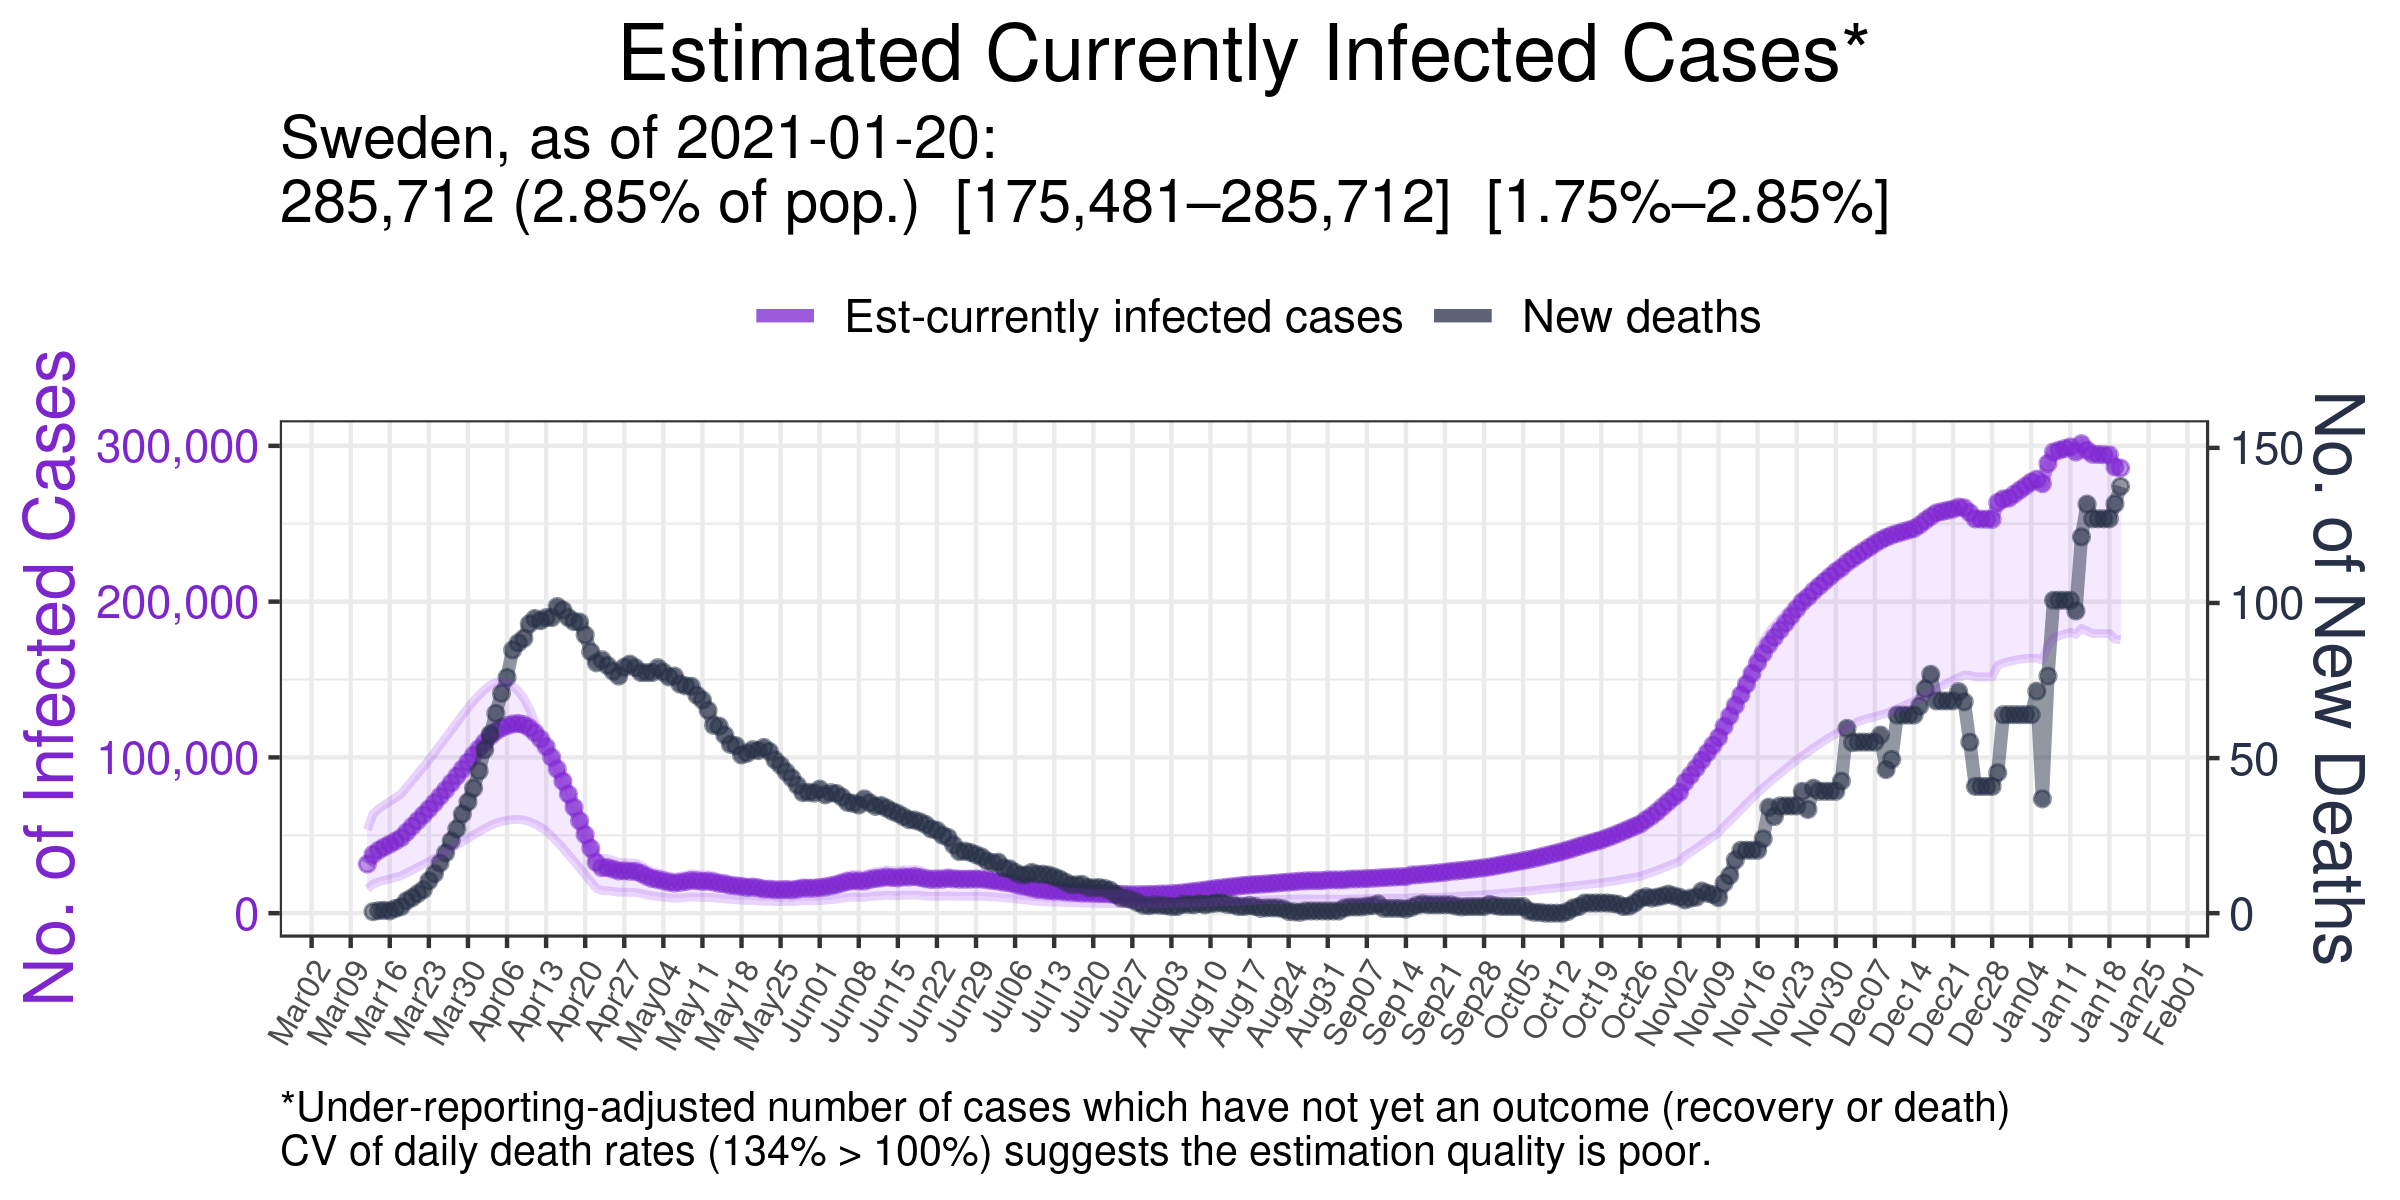 Estimated Currently Infected Cases*
Sweden, as of 2021-01-20:
285,712 (2.85% of pop.) [175,481–285,712] [1.75%–2.85%]
Est-currently infected cases
New deaths
No. of Infected Cases
300,000
200,000
100,000
0
150
100
50
0
No. of New Deaths
Mar02
Mar09
Mar16
Mar23
Mar30
Apr06
Apr13
Apr20
Apr27
May04
May11
May18
May25
Jun01
Jun08
Jun15
Jun22
Jun29
Jul06
Jul13
Jul20
Jul27
Aug03
Aug10
Aug17
Aug24
Aug31
Sep07
Sep14
Sep21
Sep28
Oct05
Oct12
Oct19
Oct26
Nov02
Nov09
Nov16
Nov23
Nov30
Dec07
Dec14
Dec21
Dec28
Jan04
Jan11
Jan18
Jan25
Feb01
*Under-reporting-adjusted number of cases which have not yet an outcome (recovery or death)
CV of daily death rates (134% > 100%) suggests the estimation quality is poor.